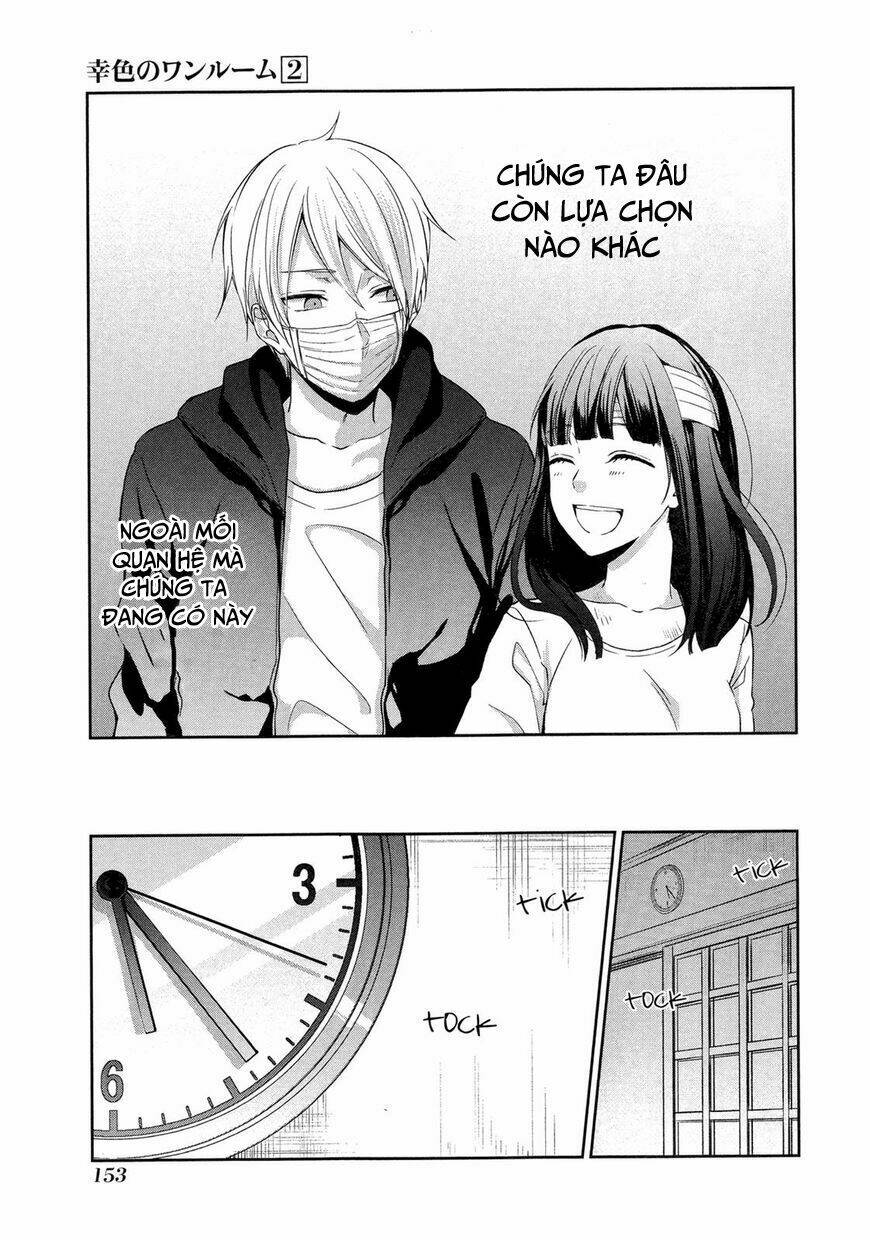 幸色のワンルーム2
CHÚNG TA ĐÂU
CÒN LỰA CHỌN
NÀO KHÁC
NGOÀI MỐI
QUAN HỆ MÀ
CHÚNG TA
ĐANG CÓ NÀY
3
6
TICK
TOCK
TICK
TOCK
153